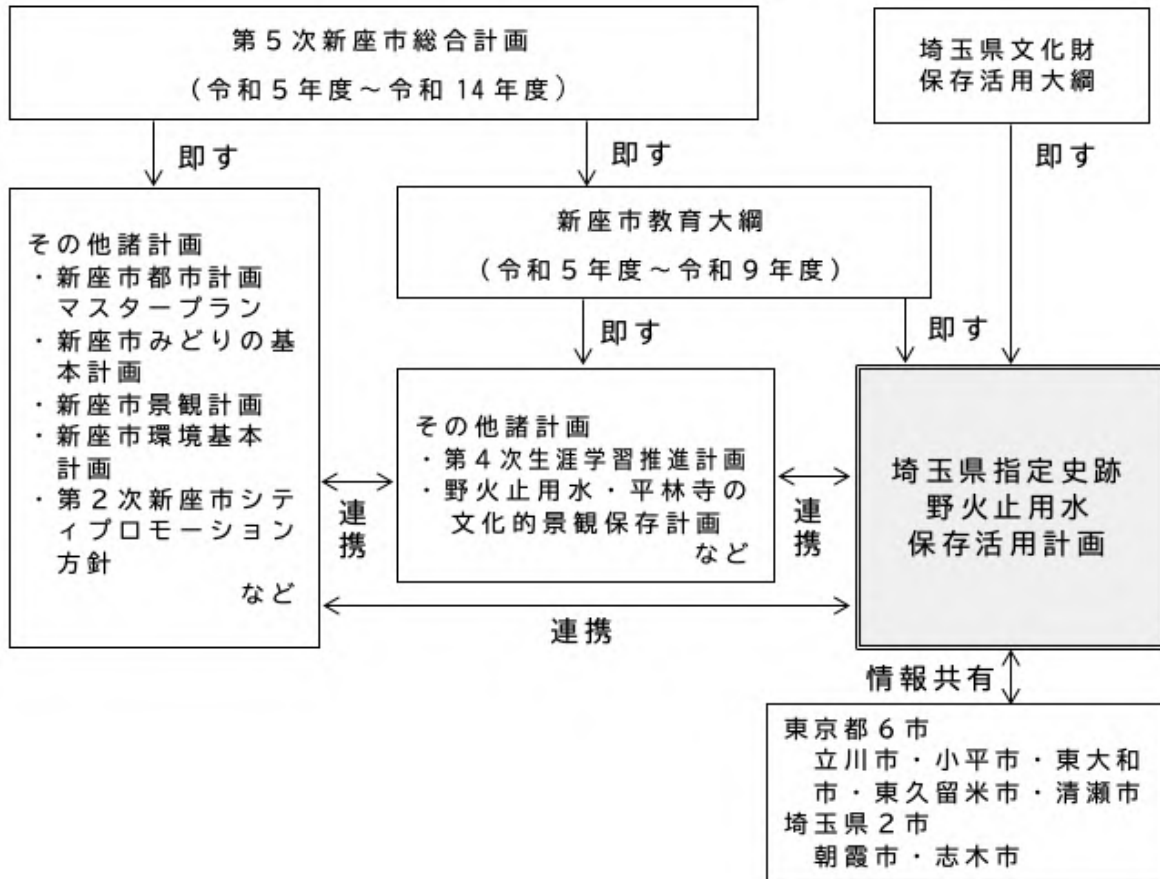 第5次新座市総合計画
（令和5年度～令和14年度）
埼玉県文化財
保存活用大綱
即す
即す
即す
その他諸計画
・新座市都市計画
マスタープラン
・新座市みどりの基
本計画
・新座市景観計画
・新座市環境基本
計画
・第2次新座市シテ
ィプロモーション
方針
など
新座市教育大綱
（令和5年度～令和9年度）
即す
即す
その他諸計画
・第4次生涯学習推進計画
・野火止用水・平林寺の
文化的景観保存計画
など
連携
連携
連携
埼玉県指定史跡
野火止用水
保存活用計画
情報共有
東京都6市
立川市・小平市・東大和
市・東久留米市・清瀬市
埼玉県2市
朝霞市・志木市